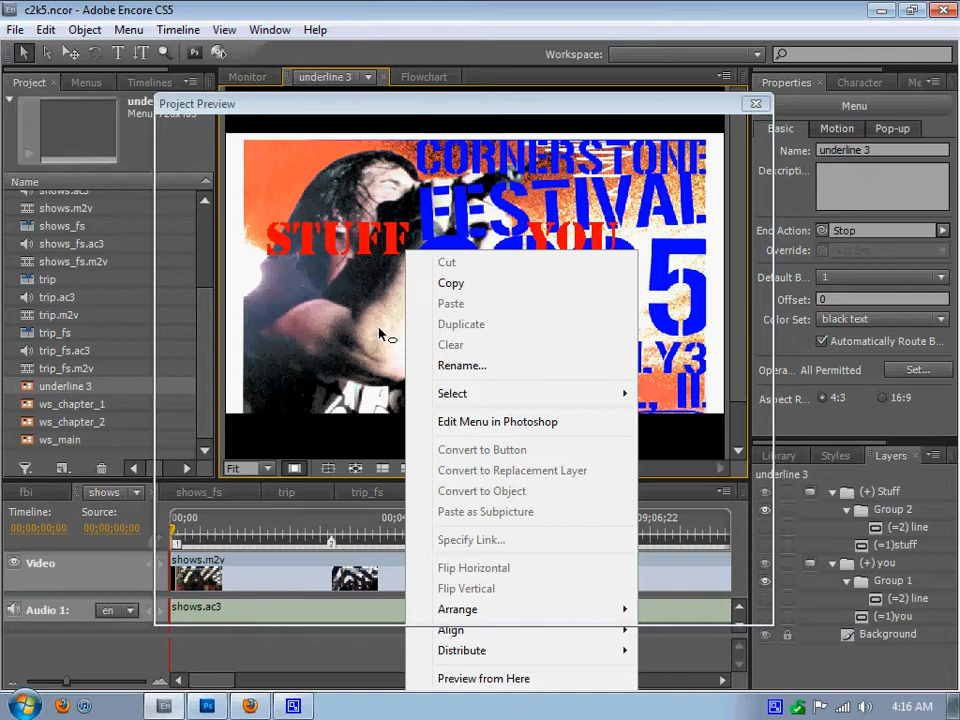 c2k5.ncor - Adobe Encore CS5
File Edit Object Menu Timeline View Window Help
Workspace:
Project Menus Timelines
Monitor underline 3 Flowchart
Properties Character Me
Project Preview
Menu
Basic Motion Pop-up
Name: underline 3
End Action: Stop
Override:
Default B... 1
Offset: 0
Color Set: black text
Automatically Route B...
Opera... All Permitted Set...
4:3 16:9
Name
shows.ac3
shows.m2v
shows_fs
shows_fs.ac3
shows_fs.m2v
trip
trip.ac3
trip.m2v
trip_fs
trip_fs.ac3
trip_fs.m2v
underline 3
ws_chapter_1
ws_chapter_2
ws_main
CORNERSTONE
FESTIVAL
STUFF YOU
5
Cut
Copy
Paste
Duplicate
Clear
Rename...
Select
Edit Menu in Photoshop
Convert to Button
Convert to Replacement Layer
Convert to Object
Paste as Subpicture
Specify Link...
Flip Horizontal
Flip Vertical
Arrange
Align
Distribute
Preview from Here
Fit
Library Styles Layers
underline 3
(+) Stuff
Group 2
(=2) line
(=1)stuff
(+) you
Group 1
(=2) line
(=1)you
Background
fbi shows shows_fs trip trip_fs
Timeline: Source:
00;00;00;00 00;00;00;00
00;00;00;00
09;06;22
1 2
Video shows.m2v
Audio 1: en shows.ac3
4:16 AM